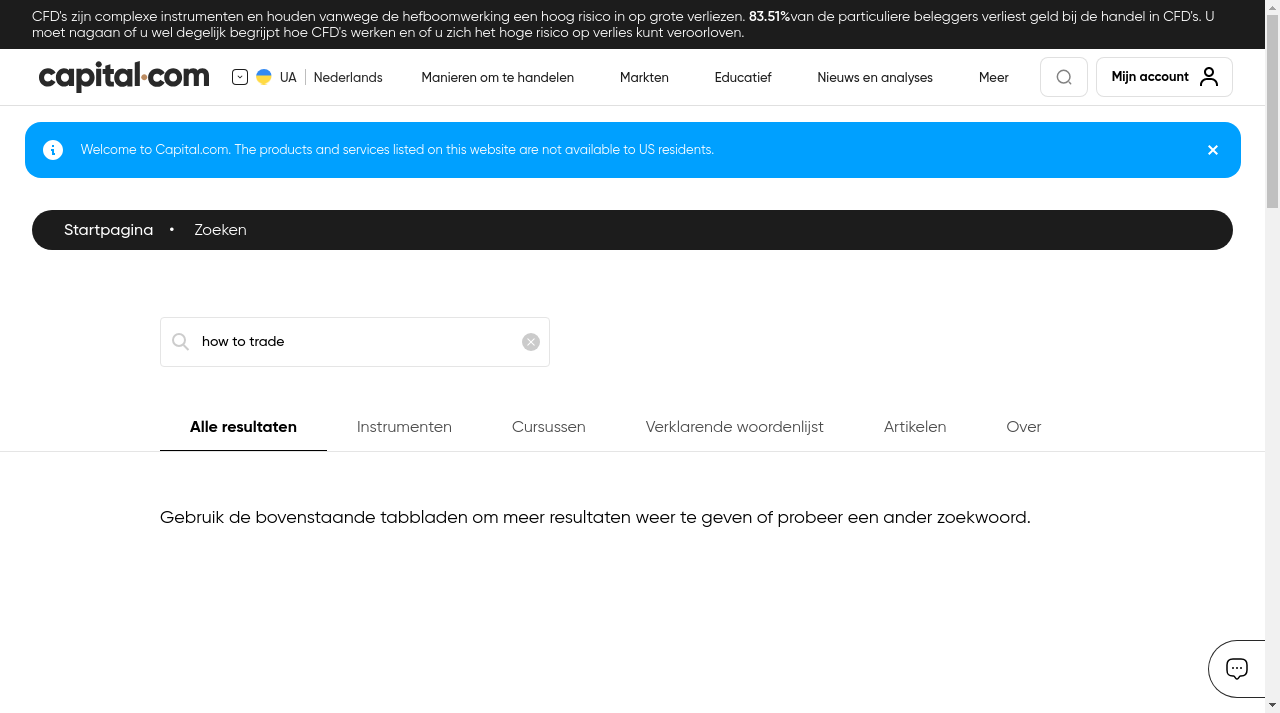 CFD's zijn complexe instrumenten en houden vanwege de hefboomwerking een hoog risico in op grote verliezen. 83.51%van de particuliere beleggers verliest geld bij de handel in CFD's. U
moet nagaan of u wel degelijk begrijpt hoe CFD's werken en of u zich het hoge risico op verlies kunt veroorloven.
capital.com UA Nederlands Manieren om te handelen Markten Educatief Nieuws en analyses Meer Mijn account
Welcome to Capital.com. The products and services listed on this website are not available to US residents.
Startpagina • Zoeken
how to trade
Alle resultaten Instrumenten Cursussen Verklarende woordenlijst Artikelen Over
Gebruik de bovenstaande tabbladen om meer resultaten weer te geven of probeer een ander zoekwoord.